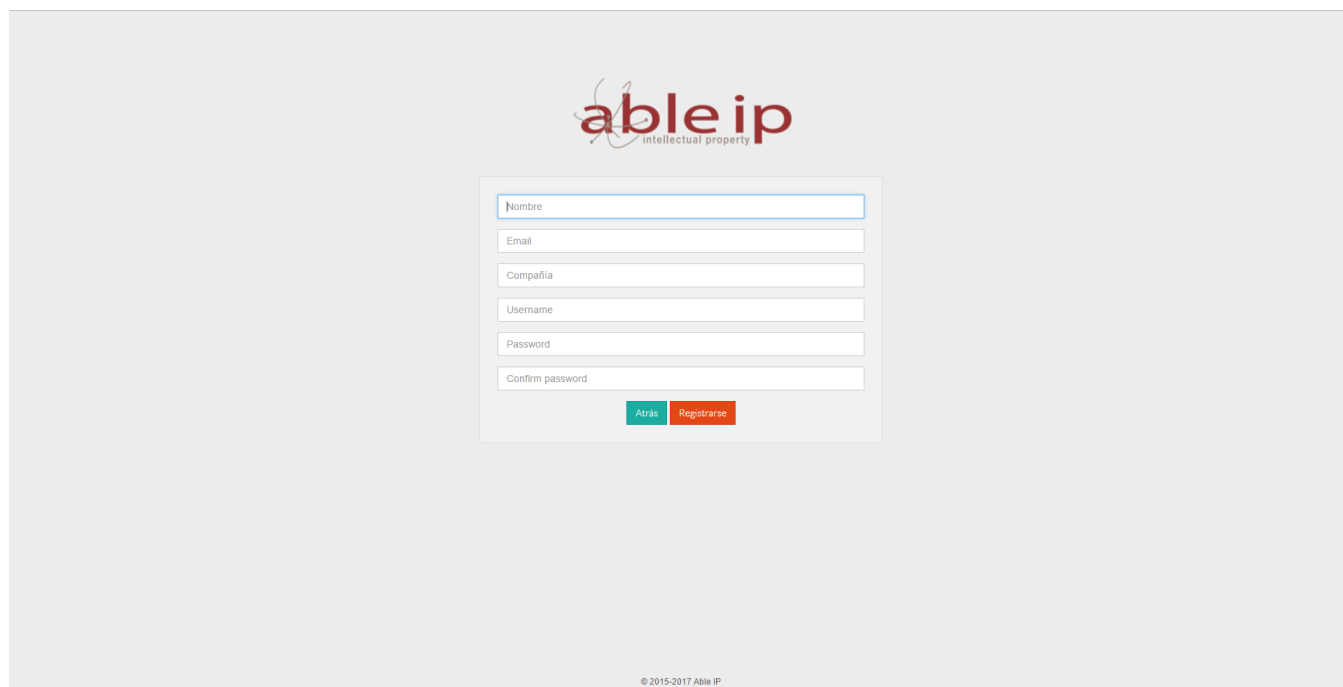 able ip
intellectual property
Nombre
Email
Compañía
Username
Password
Confirm password
Atrás Registrarse
© 2015-2017 Able IP